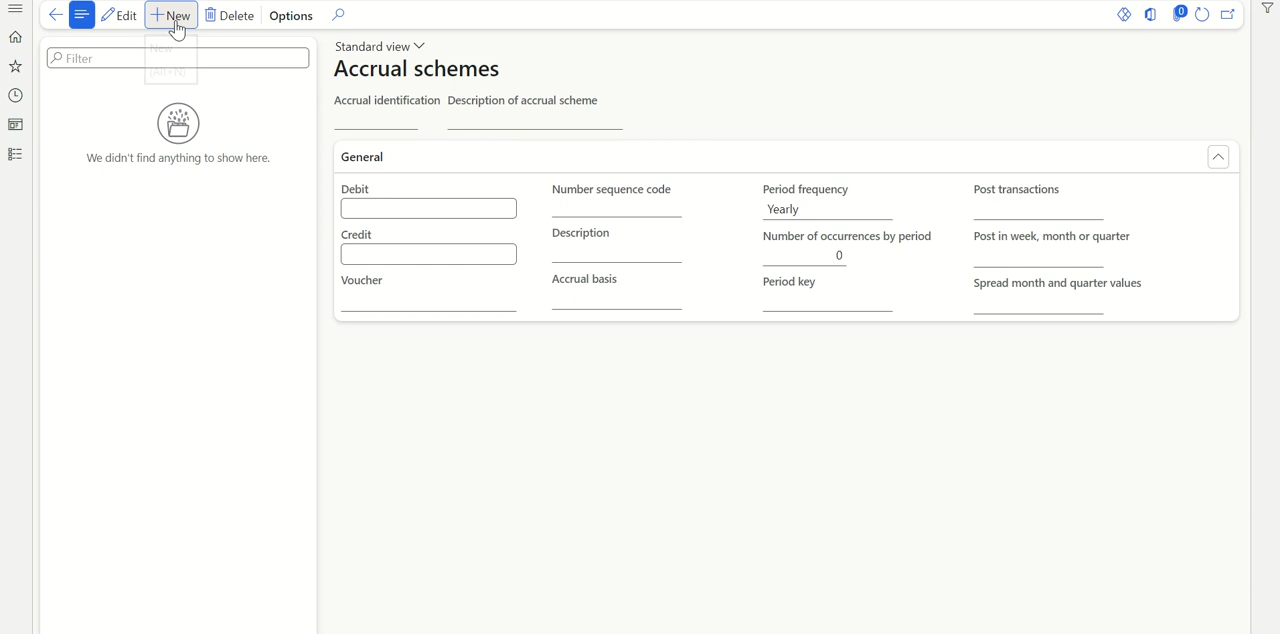 Edit
New
Delete
Options
0
New
(Alt+N)
Filter
We didn't find anything to show here.
Standard view
Accrual schemes
Accrual identification
Description of accrual scheme
General
Debit
Credit
Voucher
Number sequence code
Description
Accrual basis
Period frequency
Yearly
Number of occurrences by period
0
Period key
Post transactions
Post in week, month or quarter
Spread month and quarter values